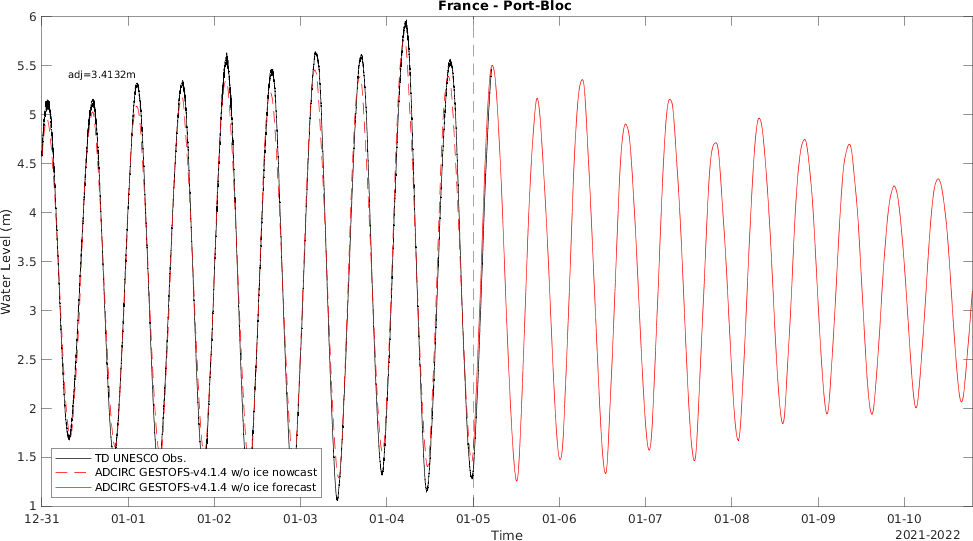 France - Port-Bloc
6
5.5
adj=3.4132m
5
4.5
4
3.5
3
2.5
2
1.5
1
Water Level (m)
TD UNESCO Obs.
ADCIRC GESTOFS-v4.1.4 w/o ice nowcast
ADCIRC GESTOFS-v4.1.4 w/o ice forecast
12-31 01-01 01-02 01-03 01-04 01-05 01-06 01-07 01-08 01-09 01-10
Time
2021-2022